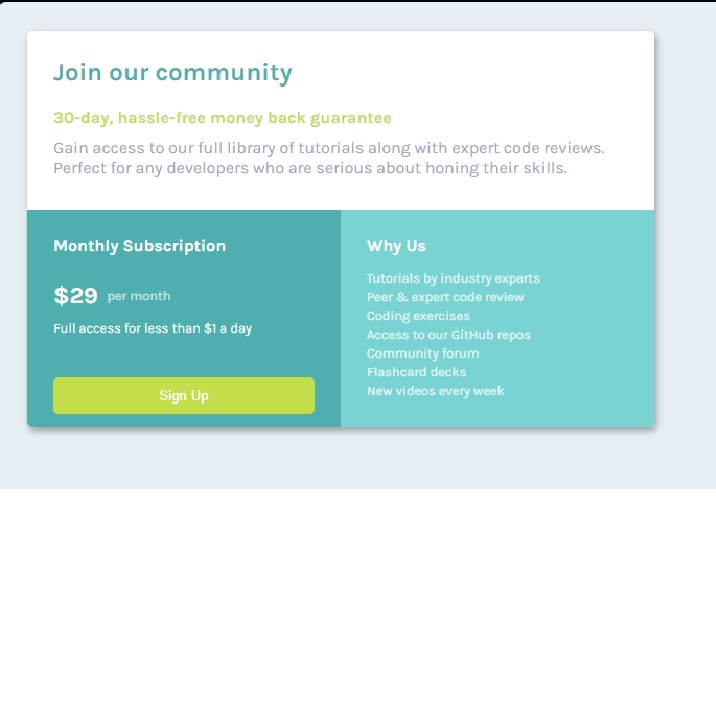 Join our community
30-day, hassle-free money back guarantee
Gain access to our full library of tutorials along with expert code reviews.
Perfect for any developers who are serious about honing their skills.
Monthly Subscription
$29 per month
Full access for less than $1 a day
Sign Up
Why Us
Tutorials by industry experts
Peer & expert code review
Coding exercises
Access to our GitHub repos
Community forum
Flashcard decks
New videos every week